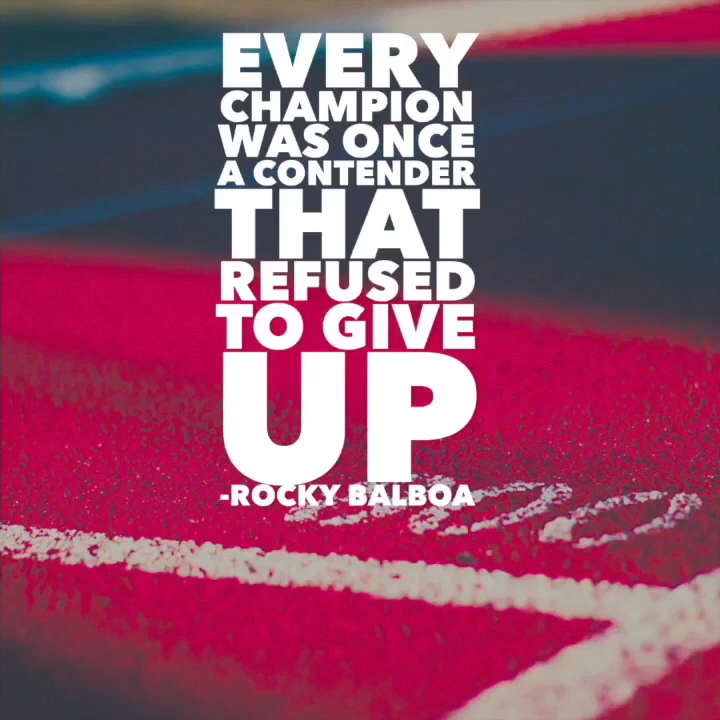 EVERY
CHAMPION
WAS ONCE
A CONTENDER
THAT
REFUSED
TO GIVE
UP
-ROCKY BALBOA